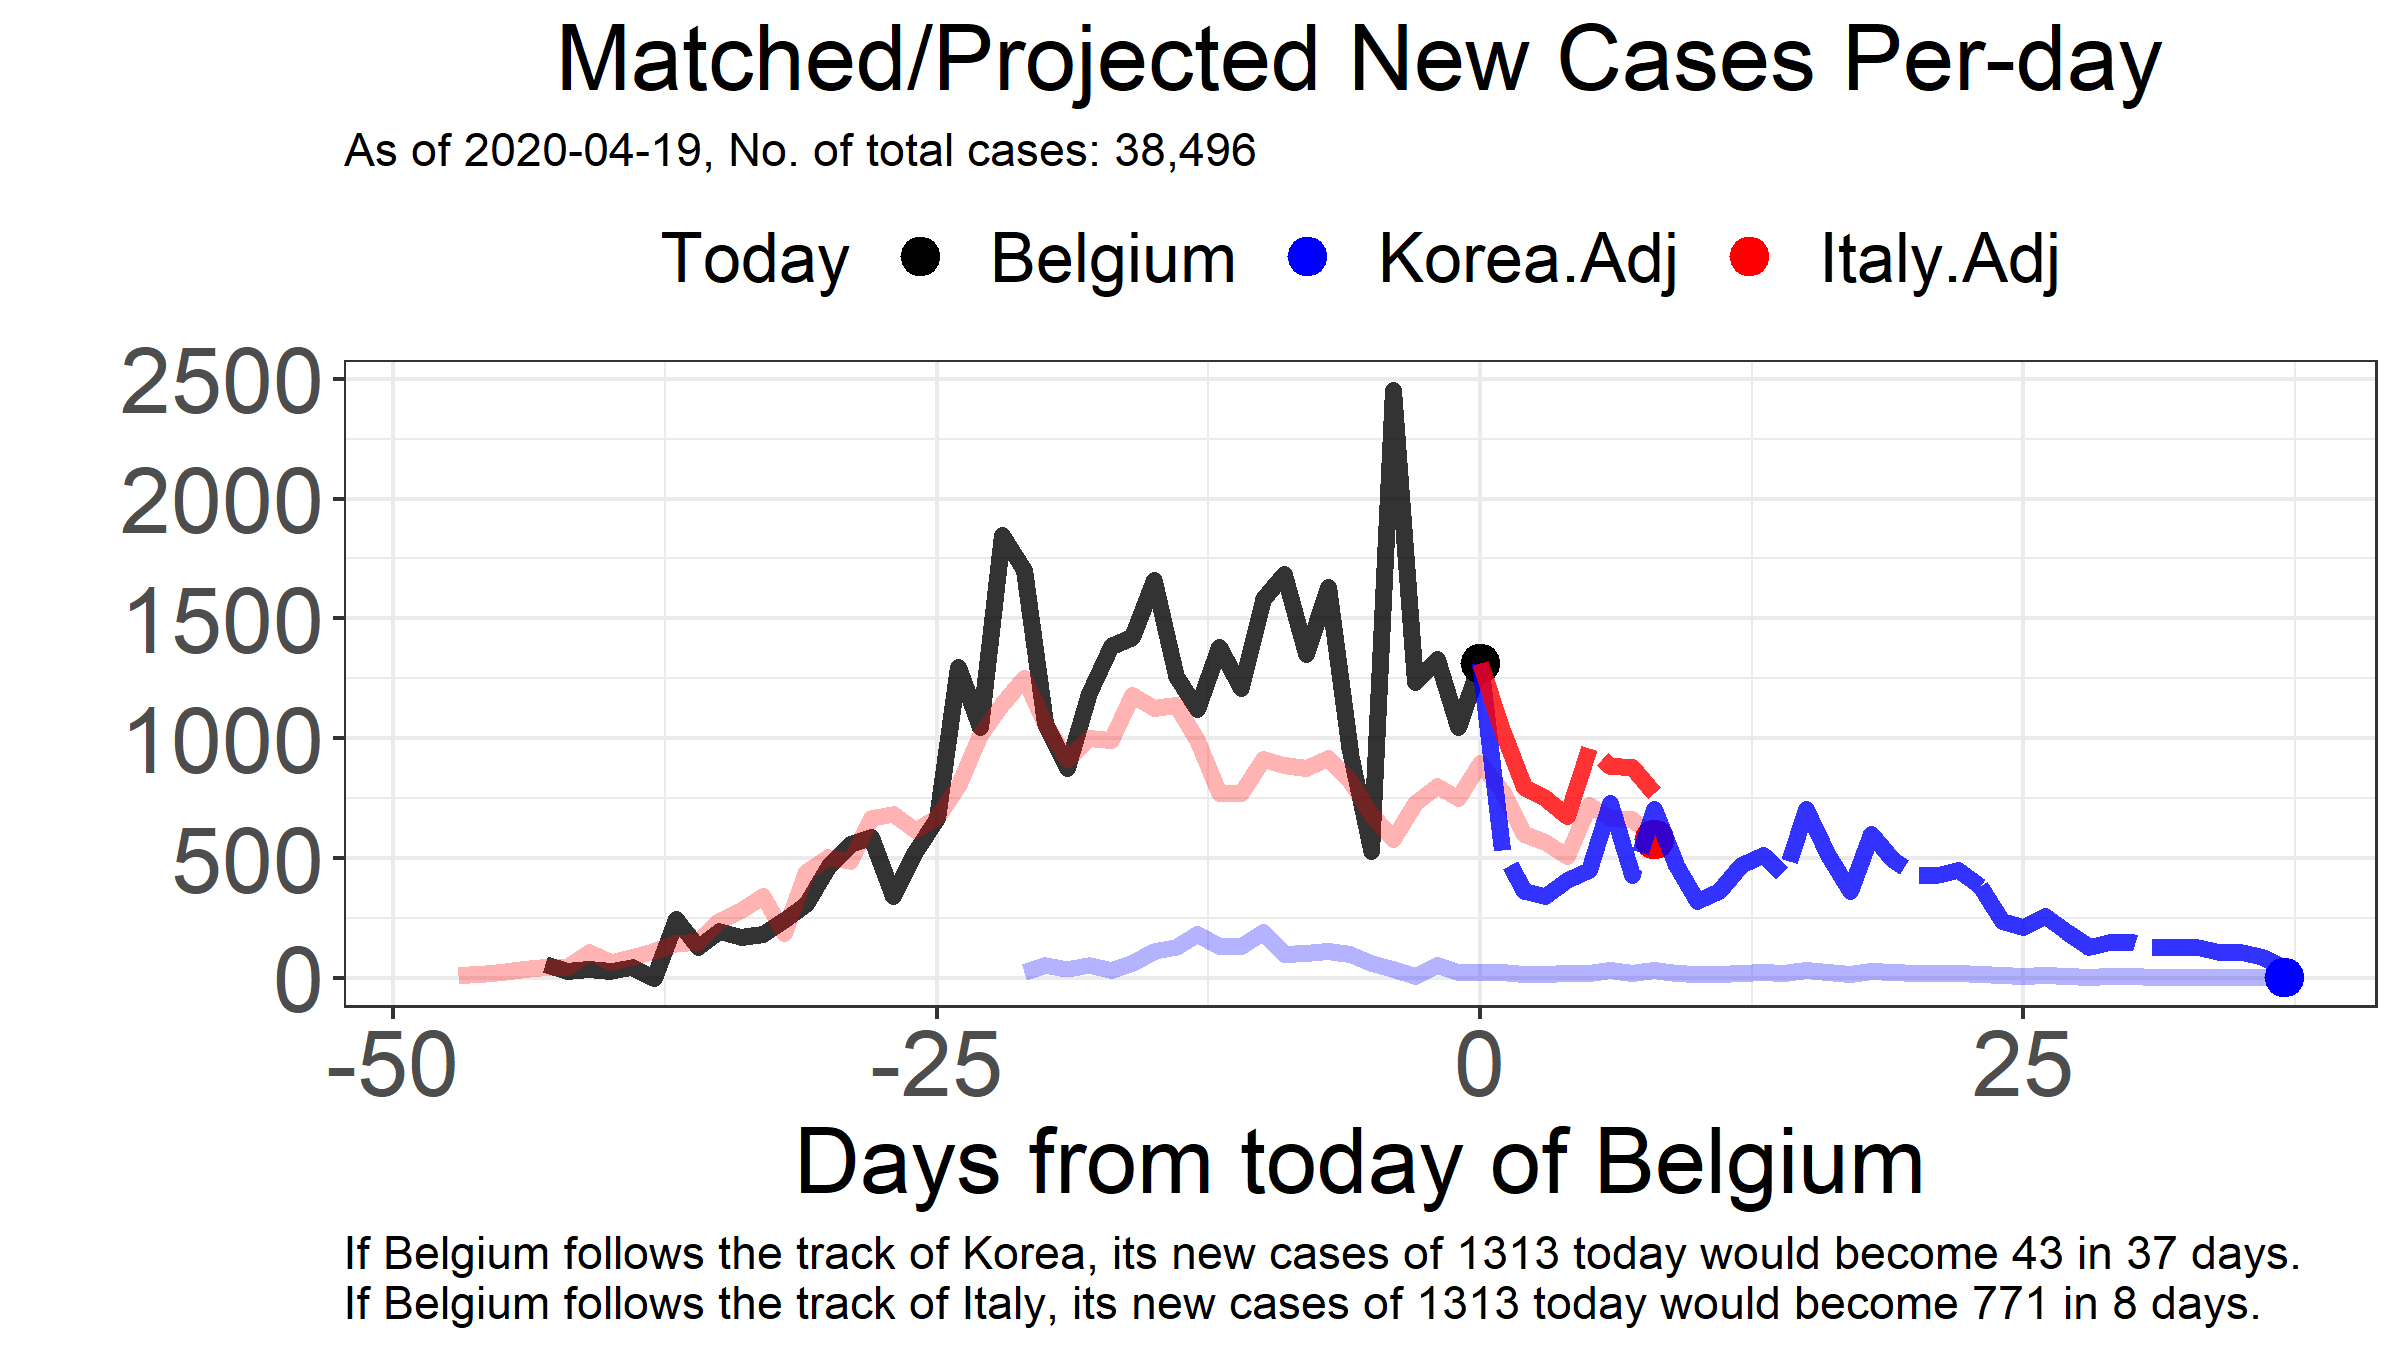 Matched/Projected New Cases Per-day
As of 2020-04-19, No. of total cases: 38,496
Today Belgium Korea.Adj Italy.Adj
2500
2000
1500
1000
500
0
-50 -25 0 25
Days from today of Belgium
If Belgium follows the track of Korea, its new cases of 1313 today would become 43 in 37 days.
If Belgium follows the track of Italy, its new cases of 1313 today would become 771 in 8 days.